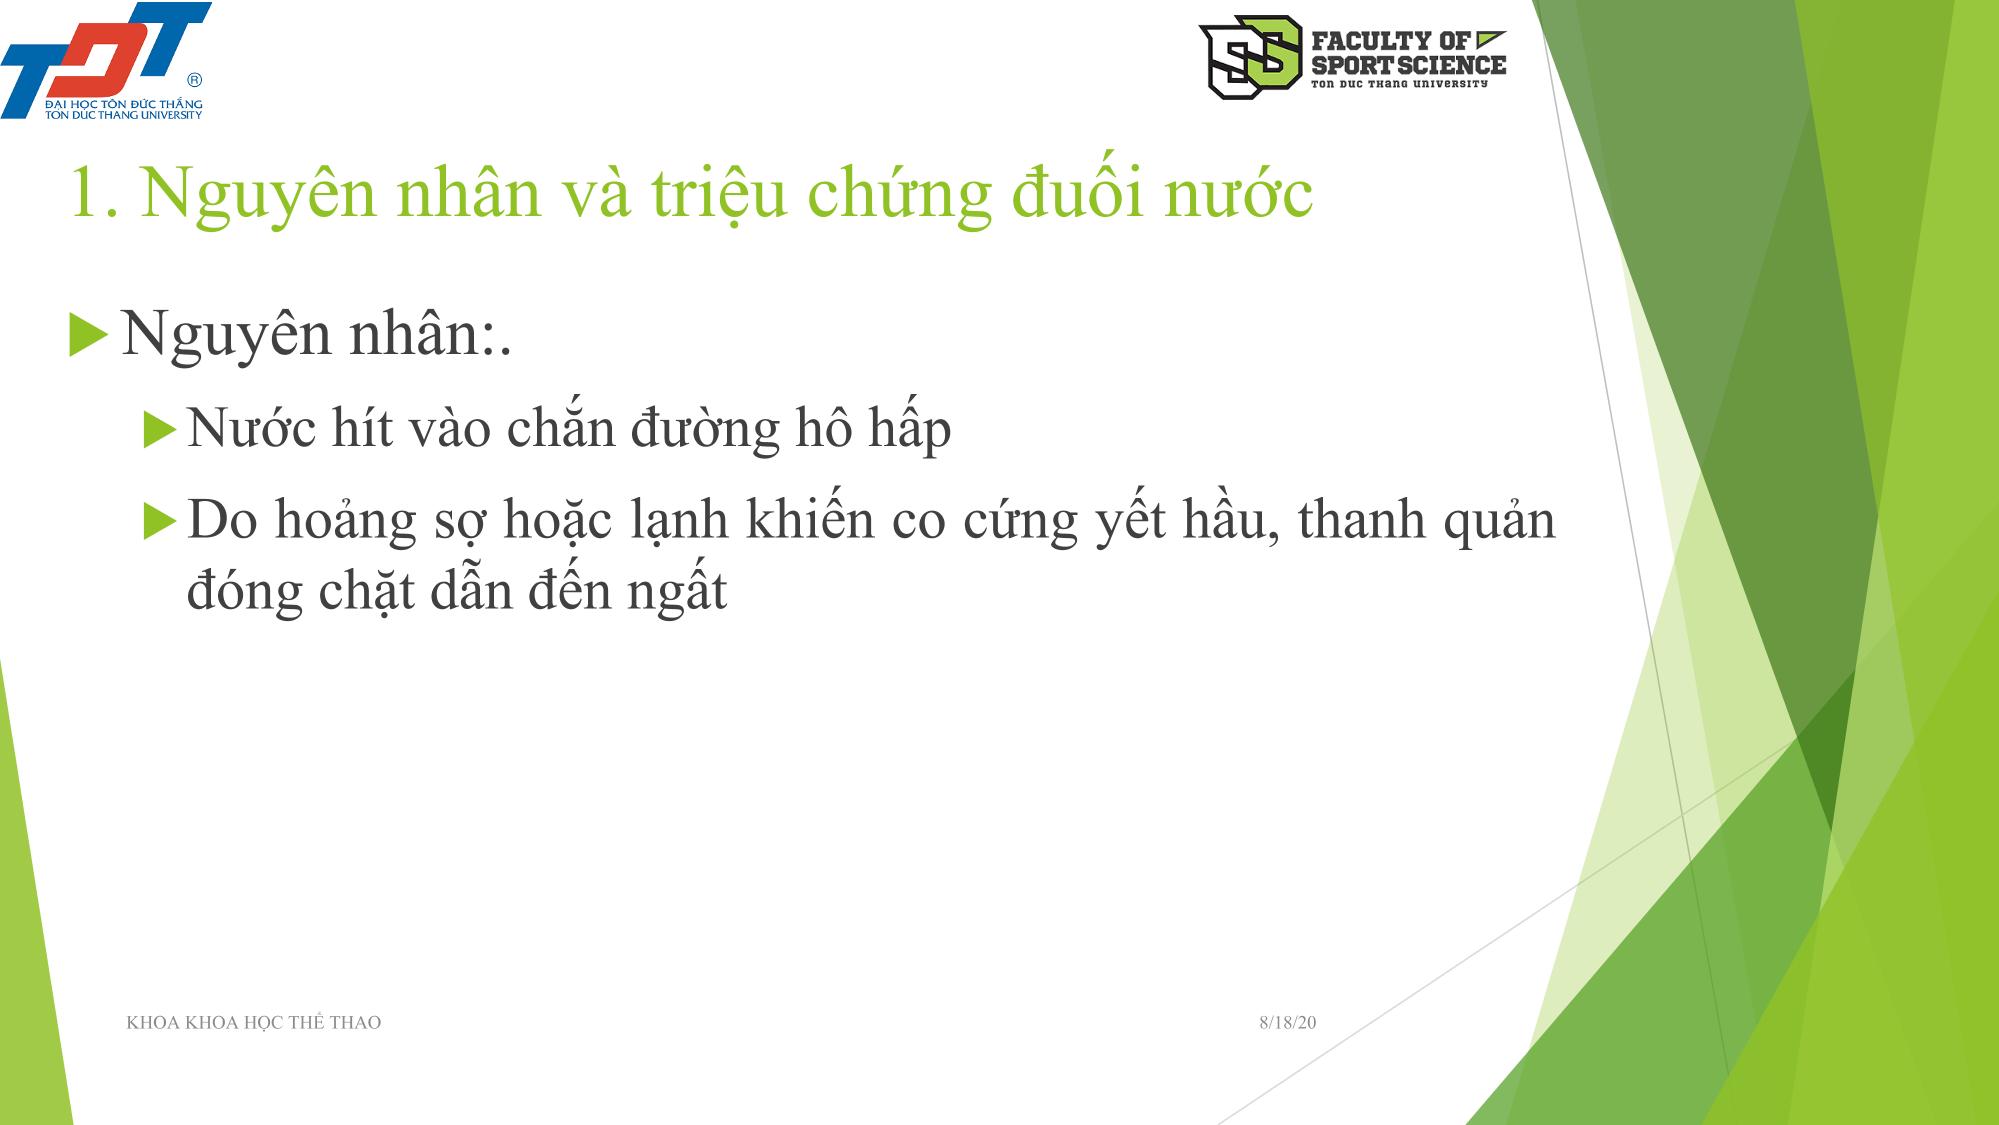 TDT
®
ĐẠI HỌC TÔN ĐỨC THẮNG
TON DUC THANG UNIVERSITY
SS
FACULTY OF
SPORT SCIENCE
TON DUC THANG UNIVERSITY
1. Nguyên nhân và triệu chứng đuối nước
Nguyên nhân:.
Nước hít vào chắn đường hô hấp
Do hoảng sợ hoặc lạnh khiến co cứng yết hầu, thanh quản
đóng chặt dẫn đến ngất
KHOA KHOA HỌC THỂ THAO
8/18/20